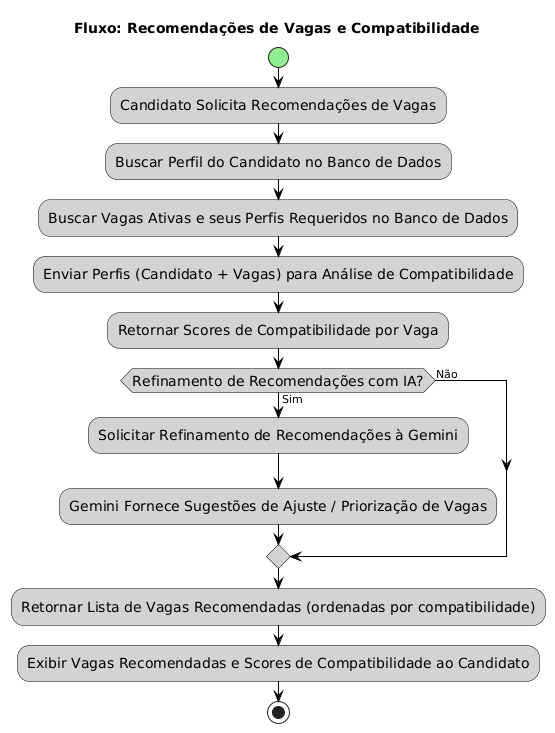 Fluxo: Recomendações de Vagas e Compatibilidade
Candidato Solicita Recomendações de Vagas
Buscar Perfil do Candidato no Banco de Dados
Buscar Vagas Ativas e seus Perfis Requeridos no Banco de Dados
Enviar Perfis (Candidato + Vagas) para Análise de Compatibilidade
Retornar Scores de Compatibilidade por Vaga
Refinamento de Recomendações com IA?
Não
Sim
Solicitar Refinamento de Recomendações à Gemini
Gemini Fornece Sugestões de Ajuste / Priorização de Vagas
Retornar Lista de Vagas Recomendadas (ordenadas por compatibilidade)
Exibir Vagas Recomendadas e Scores de Compatibilidade ao Candidato